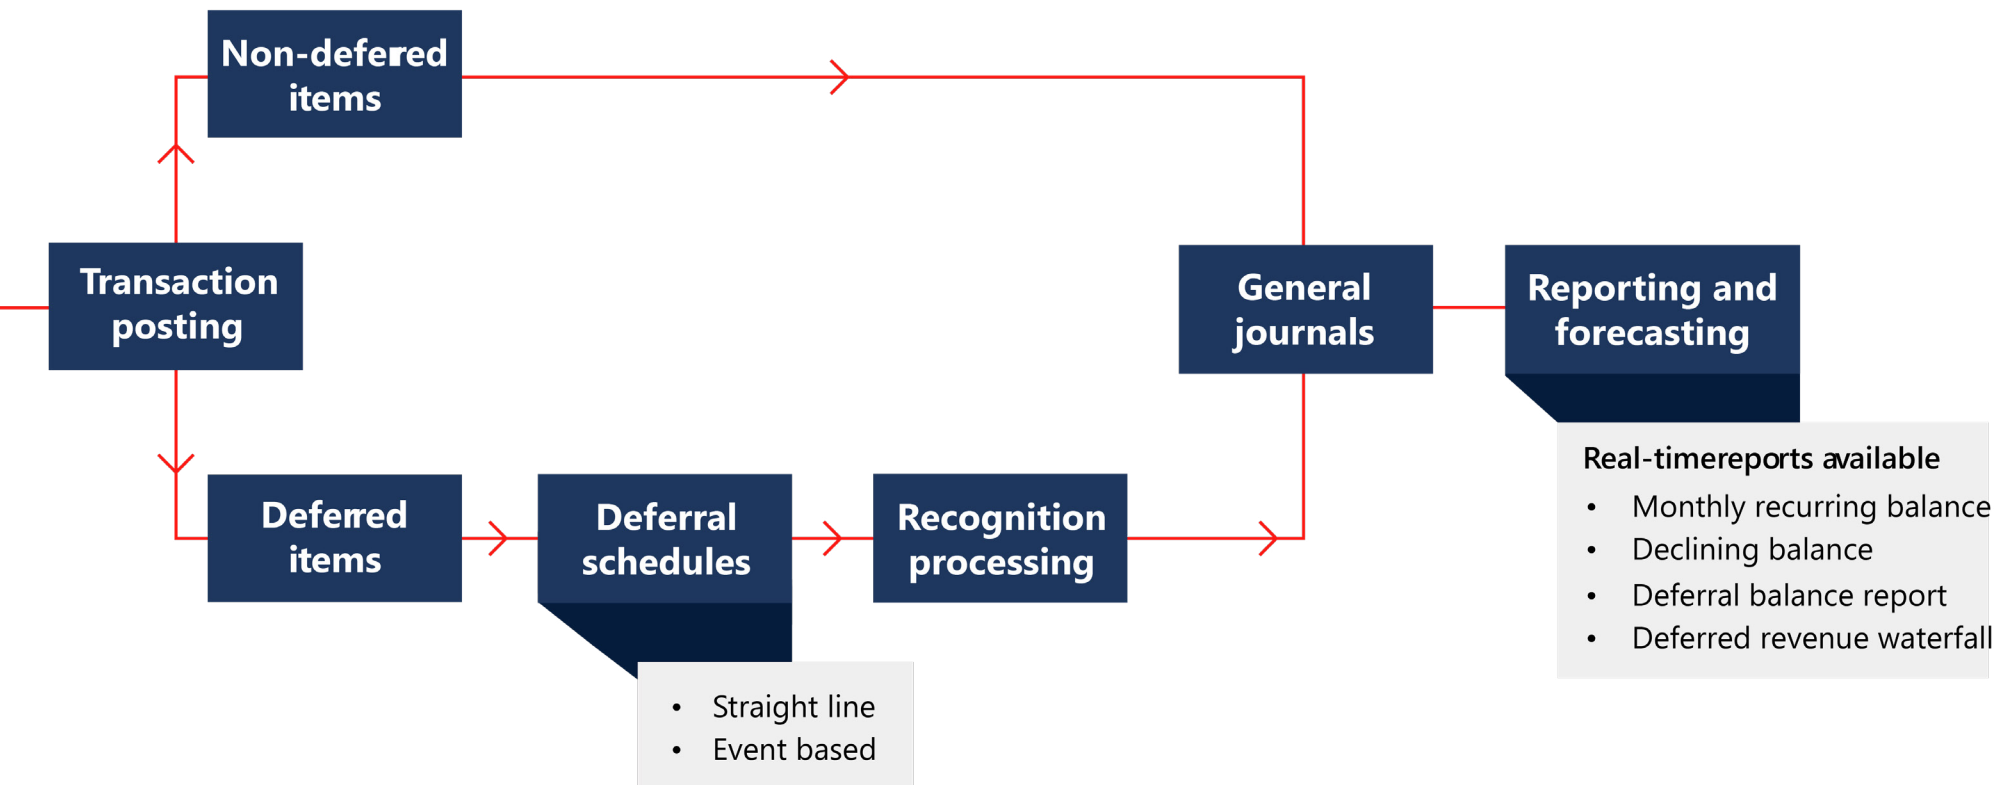 Non-deferred
items
Transaction
posting
General
journals
Reporting and
forecasting
Real-timereports available
• Monthly recurring balance
• Declining balance
• Deferral balance report
• Deferred revenue waterfall
Deferred
items
Deferral
schedules
Recognition
processing
• Straight line
• Event based